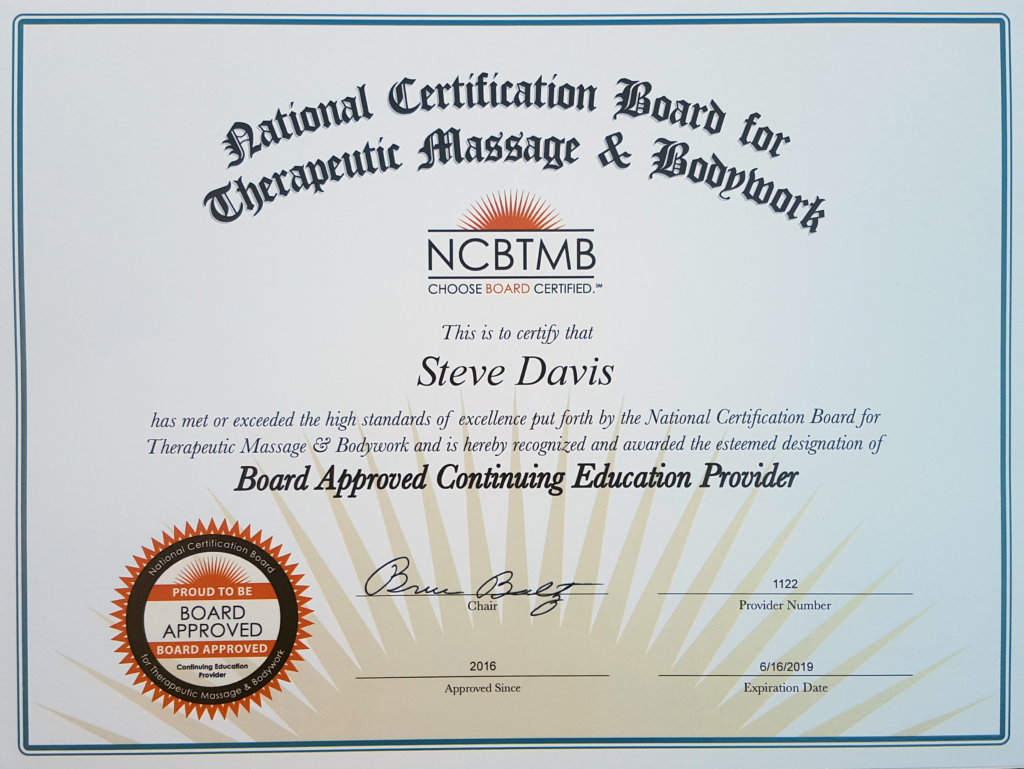 National Certification Board for
Therapeutic Massage & Bodywork
NCBTMB
CHOOSE BOARD CERTIFIED.℠
This is to certify that
Steve Davis
has met or exceeded the high standards of excellence put forth by the National Certification Board for
Therapeutic Massage & Bodywork and is hereby recognized and awarded the esteemed designation of
Board Approved Continuing Education Provider
National Certification Board
PROUD TO BE
BOARD
APPROVED
BOARD APPROVED
Continuing Education
Provider
for Therapeutic Massage & Bodywork
Chair
1122
Provider Number
2016
Approved Since
6/16/2019
Expiration Date